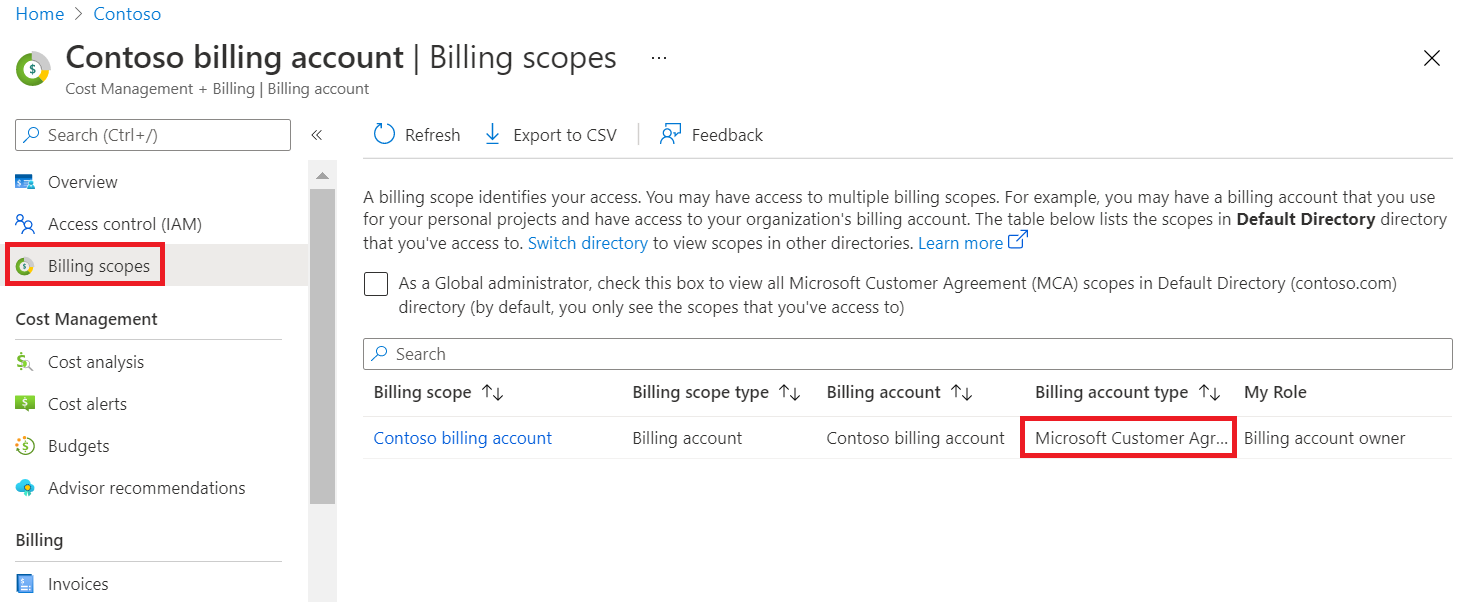 Home > Contoso
Contoso billing account | Billing scopes ...
Cost Management + Billing | Billing account
Search (Ctrl+/) «
Overview
Access control (IAM)
Billing scopes
Cost Management
Cost analysis
Cost alerts
Budgets
Advisor recommendations
Billing
Invoices
Refresh Export to CSV | Feedback
A billing scope identifies your access. You may have access to multiple billing scopes. For example, you may have a billing account that you use
for your personal projects and have access to your organization's billing account. The table below lists the scopes in Default Directory directory
that you've access to. Switch directory to view scopes in other directories. Learn more
As a Global administrator, check this box to view all Microsoft Customer Agreement (MCA) scopes in Default Directory (contoso.com)
directory (by default, you only see the scopes that you've access to)
Search
Billing scope ↑↓ Billing scope type ↑↓ Billing account ↑↓ Billing account type ↑↓ My Role
Contoso billing account Billing account Contoso billing account Microsoft Customer Agr... Billing account owner